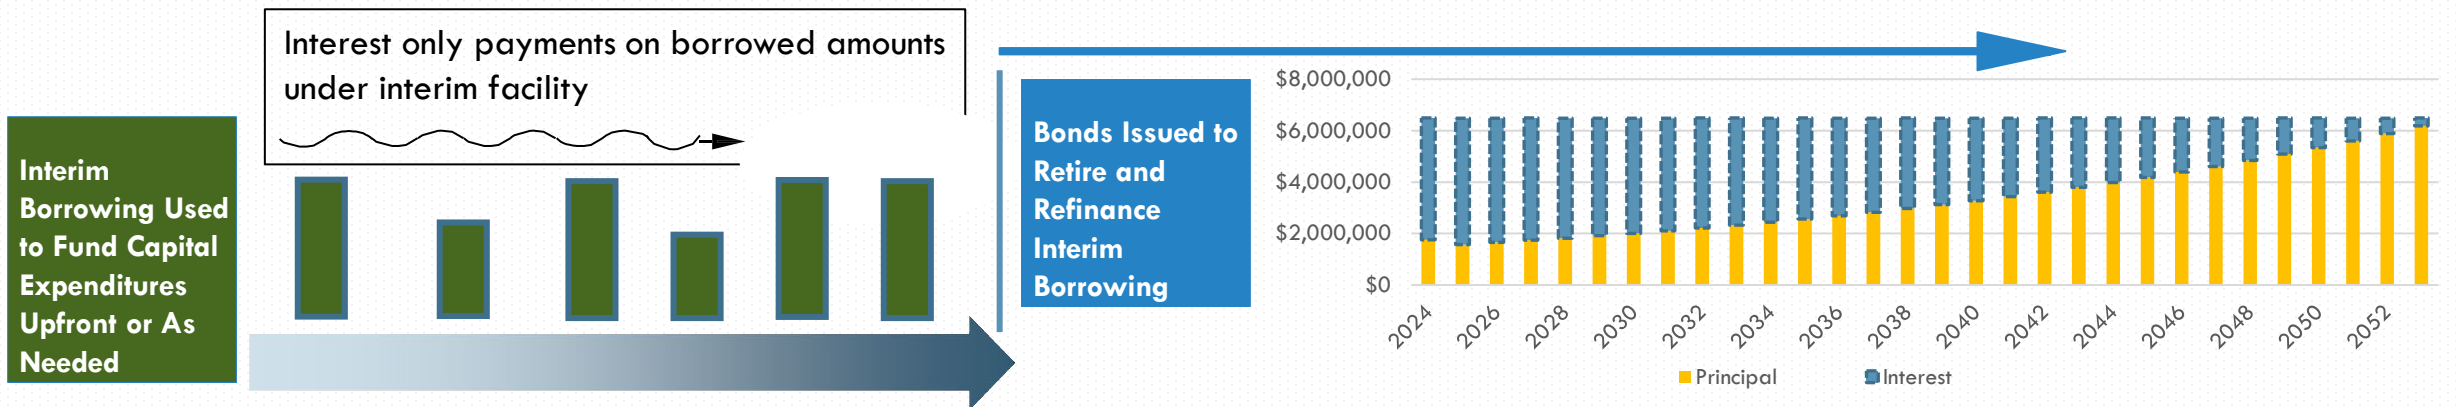 Interest only payments on borrowed amounts
under interim facility
Interim
Borrowing Used
to Fund Capital
Expenditures
Upfront or As
Needed
Bonds Issued to
Retire and
Refinance
Interim
Borrowing
$8,000,000
$6,000,000
$4,000,000
$2,000,000
$0
2024
2026
2028
2030
2032
2034
2036
2038
2040
2042
2044
2046
2048
2050
2052
Principal
Interest